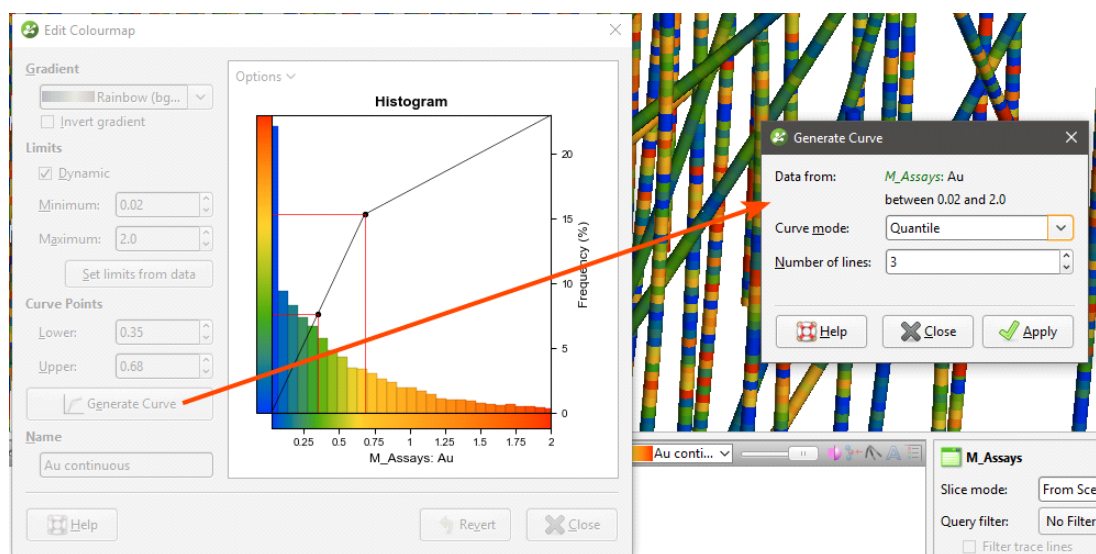 Edit Colourmap
Gradient
Rainbow (bg...
Invert gradient
Limits
Dynamic
Minimum: 0.02
Maximum: 2.0
Set limits from data
Curve Points
Lower: 0.35
Upper: 0.68
Generate Curve
Name
Au continuous
Help
Revert
Close
Options
Histogram
20
15
10
5
0
Frequency (%)
0.25 0.5 0.75 1 1.25 1.5 1.75 2
M_Assays: Au
Generate Curve
Data from: M_Assays: Au
between 0.02 and 2.0
Curve mode: Quantile
Number of lines: 3
Help
Close
Apply
Au conti...
M_Assays
Slice mode: From Sce
Query filter: No Filter
Filter trace lines